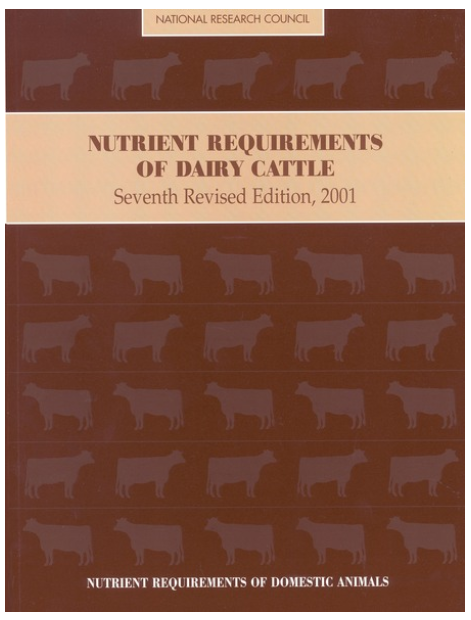 NATIONAL RESEARCH COUNCIL
NUTRIENT REQUIREMENTS
OF DAIRY CATTLE
Seventh Revised Edition, 2001
NUTRIENT REQUIREMENTS OF DOMESTIC ANIMALS